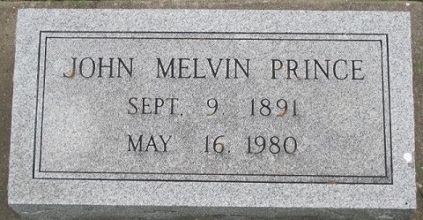 JOHN MELVIN PRINCE
SEPT. 9. 1891
MAY 16. 1980